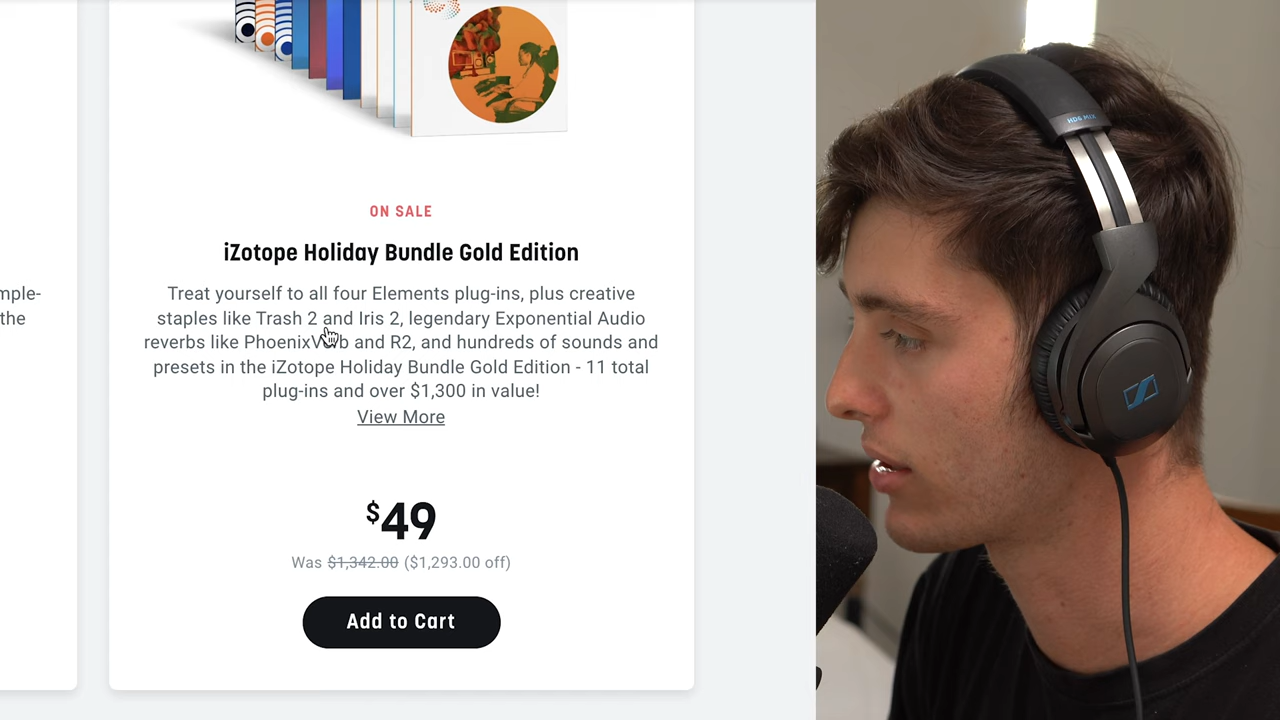 ON SALE
iZotope Holiday Bundle Gold Edition
mple-
the
Treat yourself to all four Elements plug-ins, plus creative
staples like Trash 2 and Iris 2, legendary Exponential Audio
reverbs like PhoenixVerb and R2, and hundreds of sounds and
presets in the iZotope Holiday Bundle Gold Edition - 11 total
plug-ins and over $1,300 in value!
View More
$49
Was $1,342.00 ($1,293.00 off)
Add to Cart
HD6 MIX